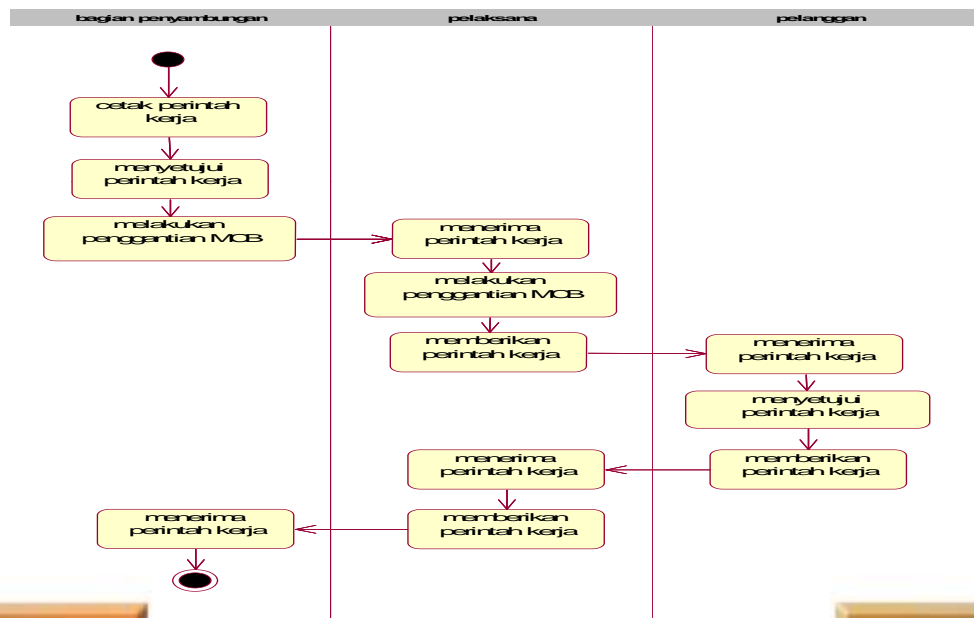 bagian penyambungan
pelaksana
pelanggan
cetak perintah
kerja
menyetujui
perintah kerja
melakukan
penggantian MCB
menerima
perintah kerja
melakukan
penggantian MCB
memberikan
perintah kerja
menerima
perintah kerja
menyetujui
perintah kerja
memberikan
perintah kerja
menerima
perintah kerja
memberikan
perintah kerja
menerima
perintah kerja